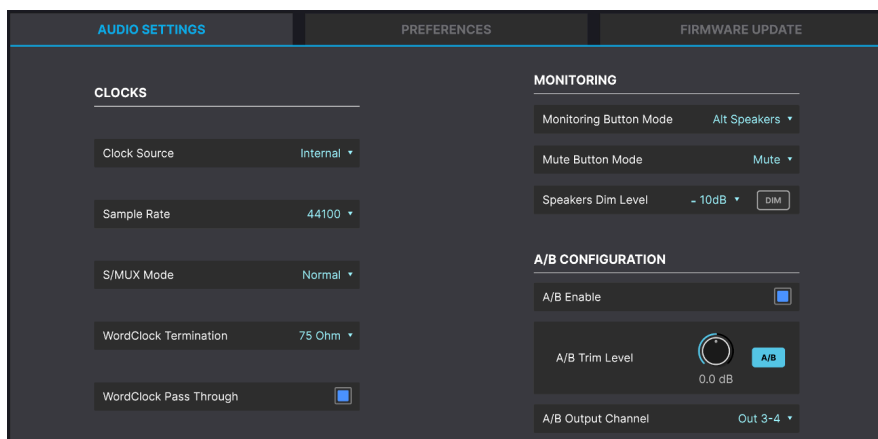 AUDIO SETTINGS
PREFERENCES
FIRMWARE UPDATE
CLOCKS
Clock Source Internal
Sample Rate 44100
S/MUX Mode Normal
WordClock Termination 75 Ohm
WordClock Pass Through
MONITORING
Monitoring Button Mode Alt Speakers
Mute Button Mode Mute
Speakers Dim Level - 10dB DIM
A/B CONFIGURATION
A/B Enable
A/B Trim Level A/B
0.0 dB
A/B Output Channel Out 3-4